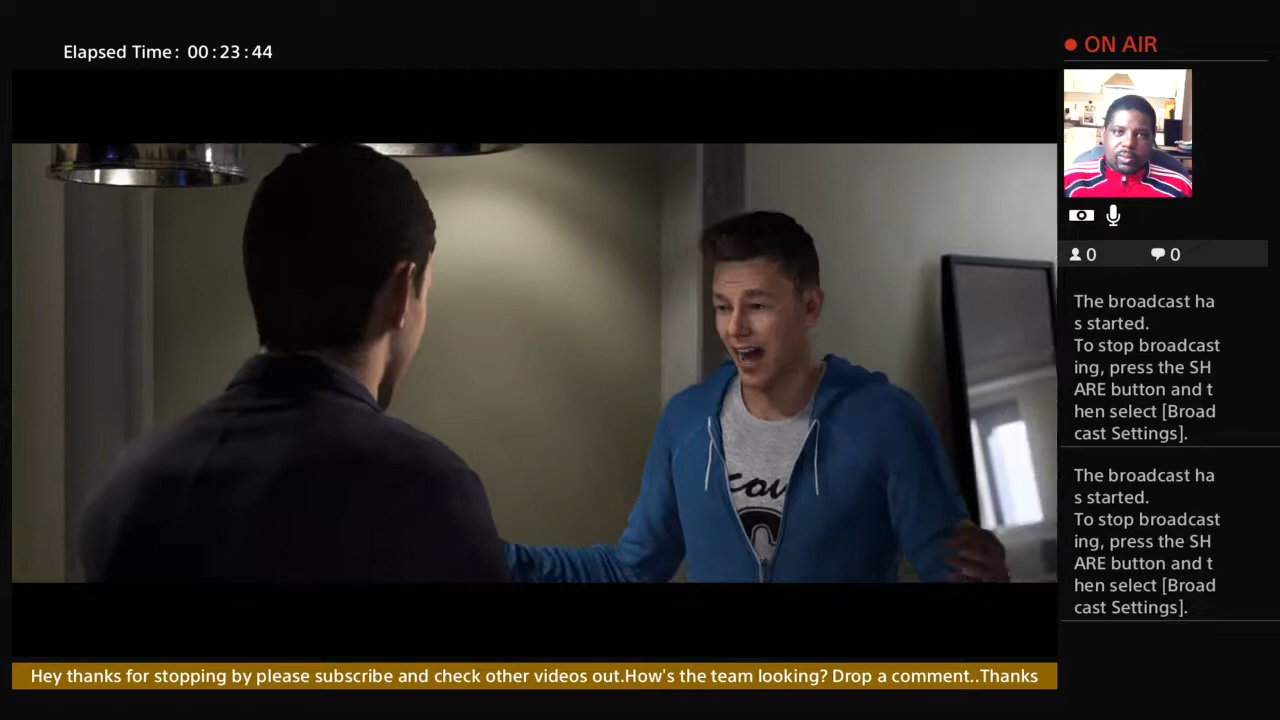 Elapsed Time: 00:23:44
ON AIR
0 0
The broadcast ha
s started.
To stop broadcast
ing, press the SH
ARE button and t
hen select [Broad
cast Settings].
The broadcast ha
s started.
To stop broadcast
ing, press the SH
ARE button and t
hen select [Broad
cast Settings].
Hey thanks for stopping by please subscribe and check other videos out.How's the team looking? Drop a comment..Thanks